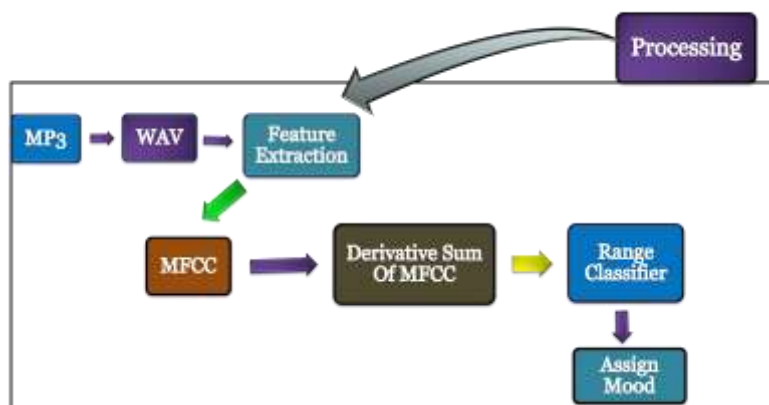 Processing
MP3
WAV
Feature
Extraction
MFCC
Derivative Sum
Of MFCC
Range
Classifier
Assign
Mood